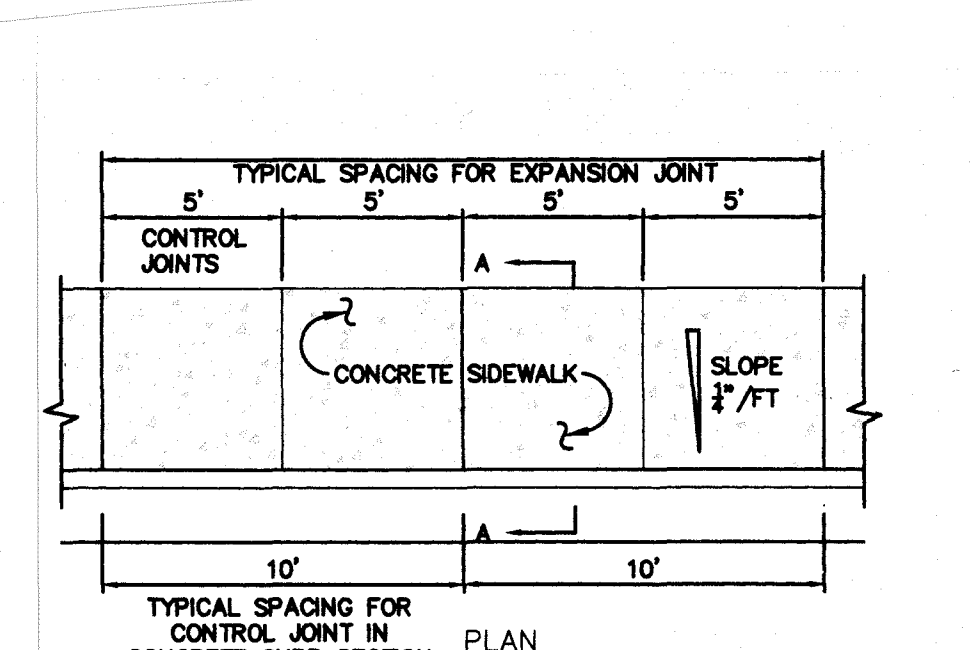 TYPICAL SPACING FOR EXPANSION JOINT
5' 5' 5' 5'
CONTROL
JOINTS
A
CONCRETE SIDEWALK
SLOPE
1/4"/FT
A
10' 10'
TYPICAL SPACING FOR
CONTROL JOINT IN
PLAN